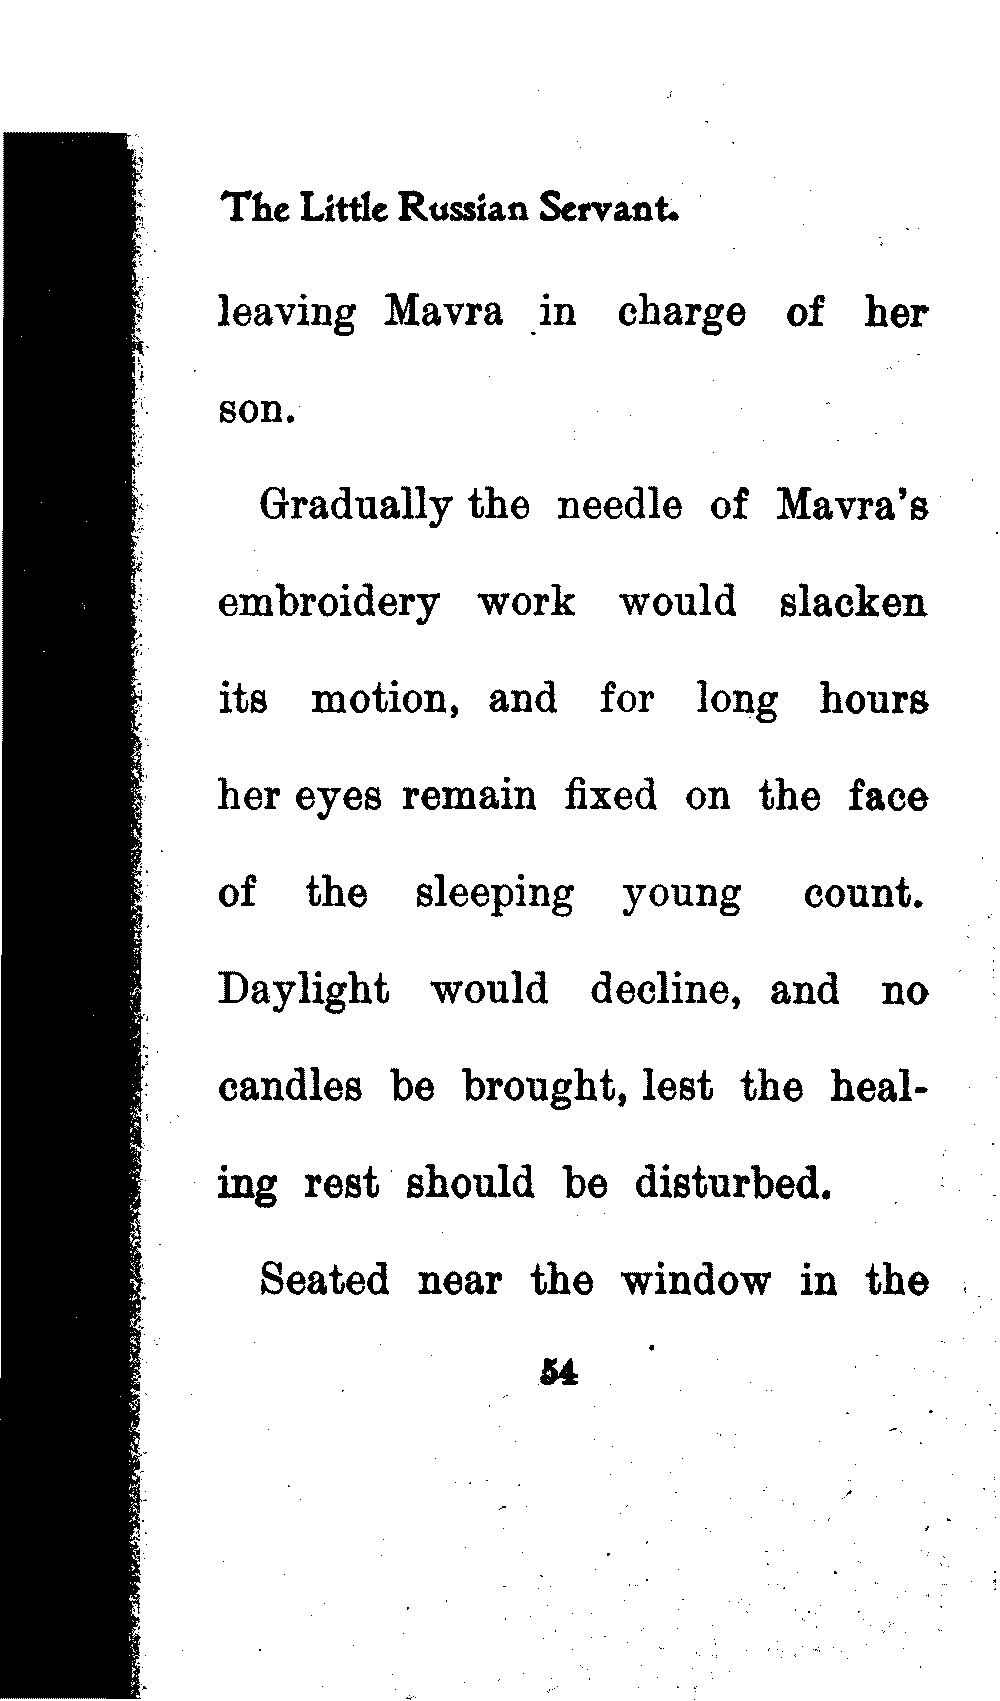 The Little Russian Servant.
leaving Mavra in charge of her
son.
Gradually the needle of Mavra's
embroidery work would slacken
its motion, and for long hours
her eyes remain fixed on the face
of the sleeping young count.
Daylight would decline, and no
candles be brought, lest the heal-
ing rest should be disturbed.
Seated near the window in the
54